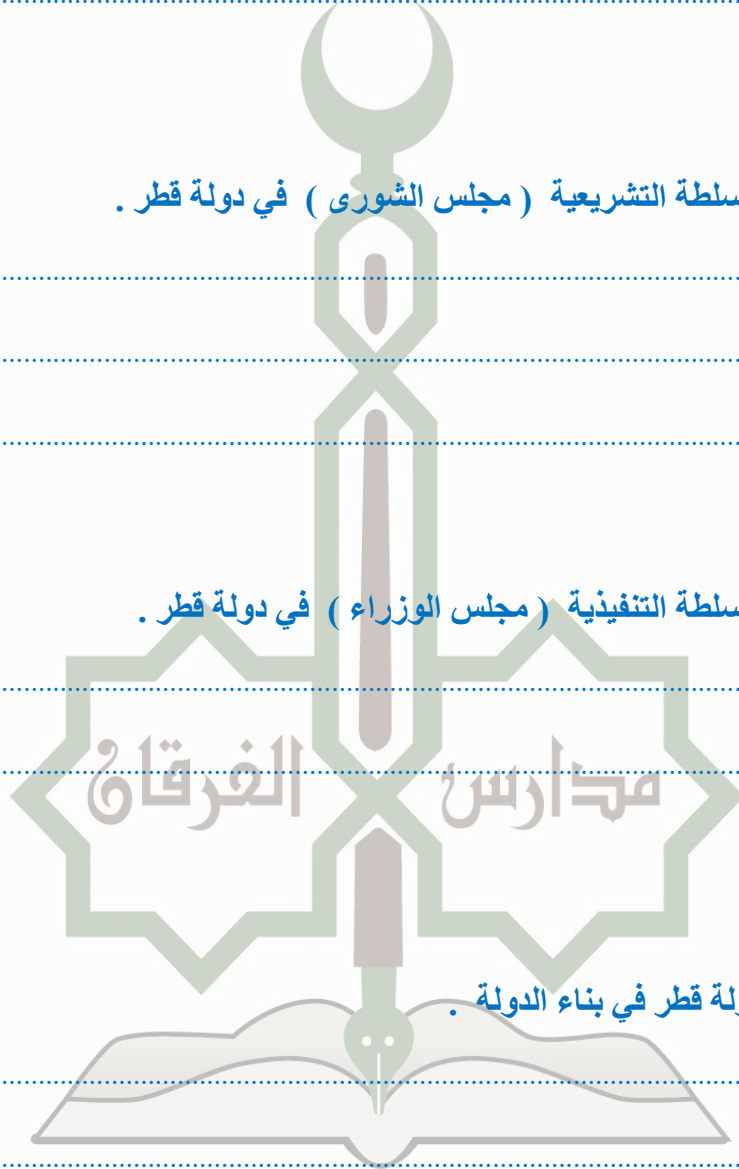 سلطة التشريعية ( مجلس الشورى ) في دولة قطر .
سلطة التنفيذية ( مجلس الوزراء ) في دولة قطر .
مدارس الفرقان
ولة قطر في بناء الدولة .